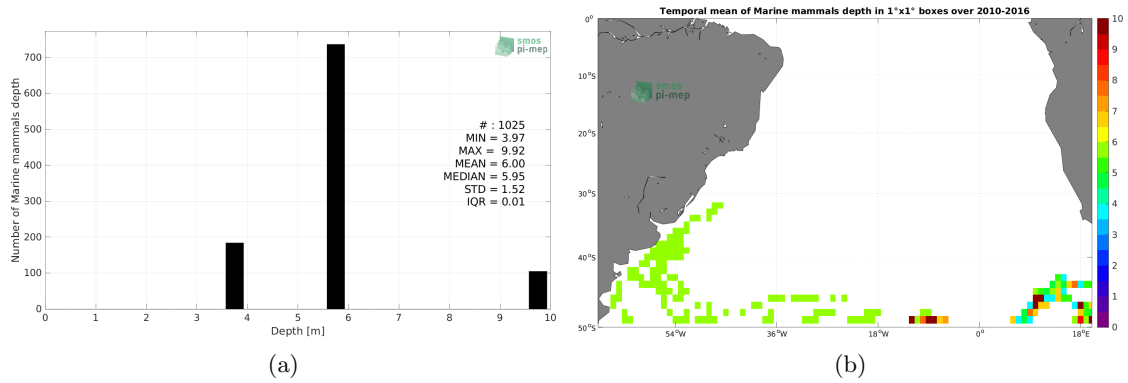 smos
pi-mep
Number of Marine mammals depth
700
600
500
400
300
200
100
0
# : 1025
MIN = 3.97
MAX = 9.92
MEAN = 6.00
MEDIAN = 5.95
STD = 1.52
IQR = 0.01
0 1 2 3 4 5 6 7 8 9 10
Depth [m]
(a)
Temporal mean of Marine mammals depth in 1°x1° boxes over 2010-2016
smos
pi-mep
0°
10°S
20°S
30°S
40°S
50°S
54°W 36°W 18°W 0° 18°E
10
9
8
7
6
5
4
3
2
1
0
(b)